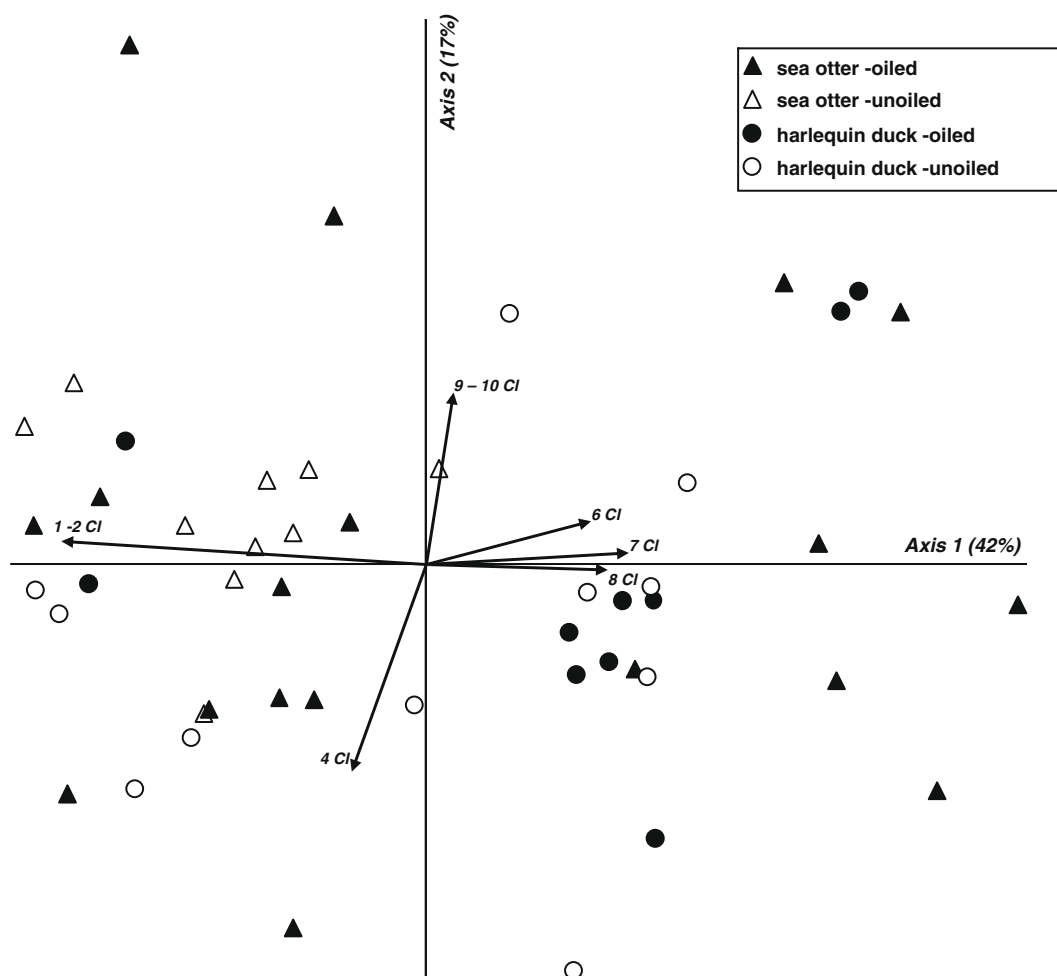 Axis 2 (17%)
sea otter -oiled
sea otter -unoiled
harlequin duck -oiled
harlequin duck -unoiled
9 – 10 Cl
6 Cl
1 -2 Cl
7 Cl
Axis 1 (42%)
8 Cl
4 Cl